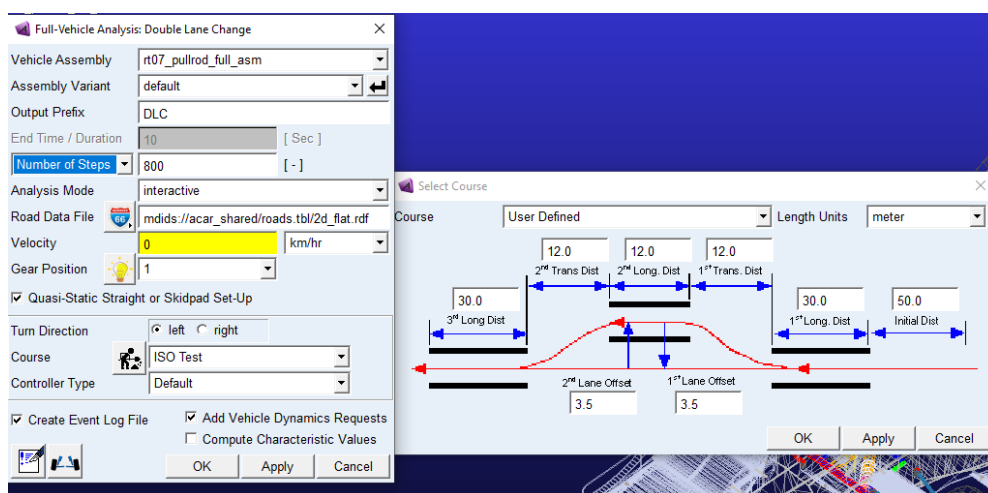 Full-Vehicle Analysis: Double Lane Change
Vehicle Assembly rt07_pullrod_full_asm
Assembly Variant default
Output Prefix DLC
End Time / Duration 10 [ Sec ]
Number of Steps 800 [ - ]
Analysis Mode interactive
Road Data File 66 mdids://acar_shared/roads.tbl/2d_flat.rdf
Velocity 0 km/hr
Gear Position 1
Quasi-Static Straight or Skidpad Set-Up
Turn Direction left right
Course ISO Test
Controller Type Default
Create Event Log File Add Vehicle Dynamics Requests
Compute Characteristic Values
OK Apply Cancel
Select Course
Course User Defined Length Units meter
12.0 12.0 12.0
2nd Trans Dist 2nd Long. Dist 1st Trans. Dist
30.0 30.0 50.0
3rd Long Dist 1st Long. Dist Initial Dist
2nd Lane Offset 1st Lane Offset
3.5 3.5
OK Apply Cancel